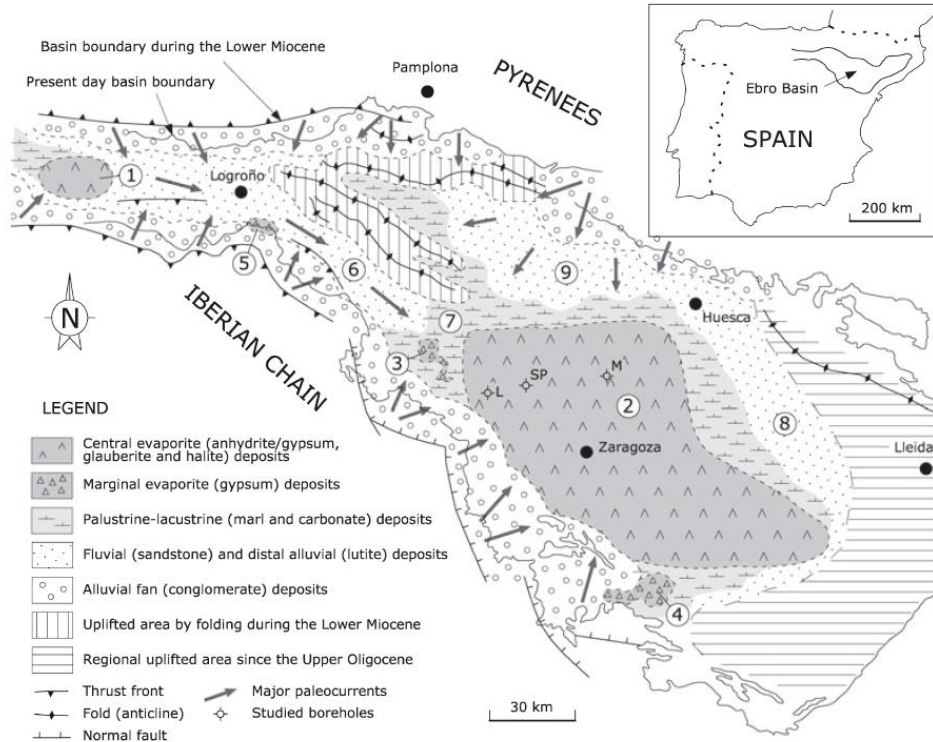 Basin boundary during the Lower Miocene
Present day basin boundary
Pamplona
PYRENEES
Ebro Basin
SPAIN
200 km
1
Logroño
5
6
9
7
Huesca
N
IBERIAN CHAIN
3
L
SP
M
2
8
Zaragoza
Lleida
4
LEGEND
Central evaporite (anhydrite/gypsum,
glauberite and halite) deposits
Marginal evaporite (gypsum) deposits
Palustrine-lacustrine (marl and carbonate) deposits
Fluvial (sandstone) and distal alluvial (lutite) deposits
Alluvial fan (conglomerate) deposits
Uplifted area by folding during the Lower Miocene
Regional uplifted area since the Upper Oligocene
Thrust front
Major paleocurrents
Fold (anticline)
Studied boreholes
Normal fault
30 km